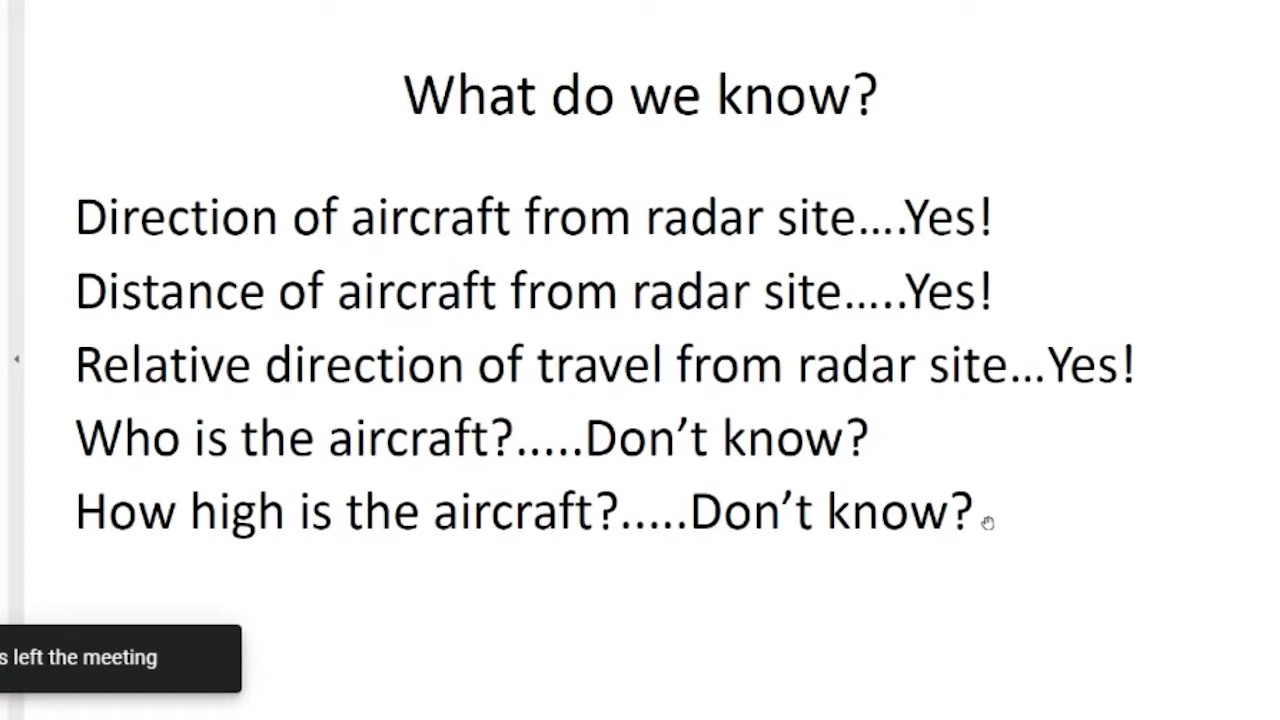 What do we know?
Direction of aircraft from radar site....Yes!
Distance of aircraft from radar site.....Yes!
Relative direction of travel from radar site...Yes!
Who is the aircraft?.....Don’t know?
How high is the aircraft?.....Don’t know?
left the meeting